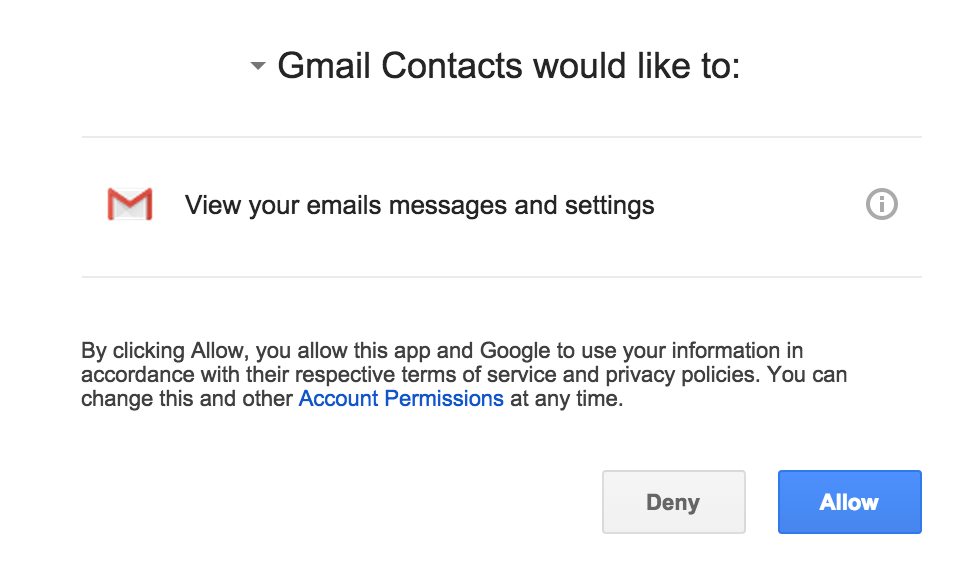 Gmail Contacts would like to:
View your emails messages and settings
By clicking Allow, you allow this app and Google to use your information in
accordance with their respective terms of service and privacy policies. You can
change this and other Account Permissions at any time.
Deny
Allow